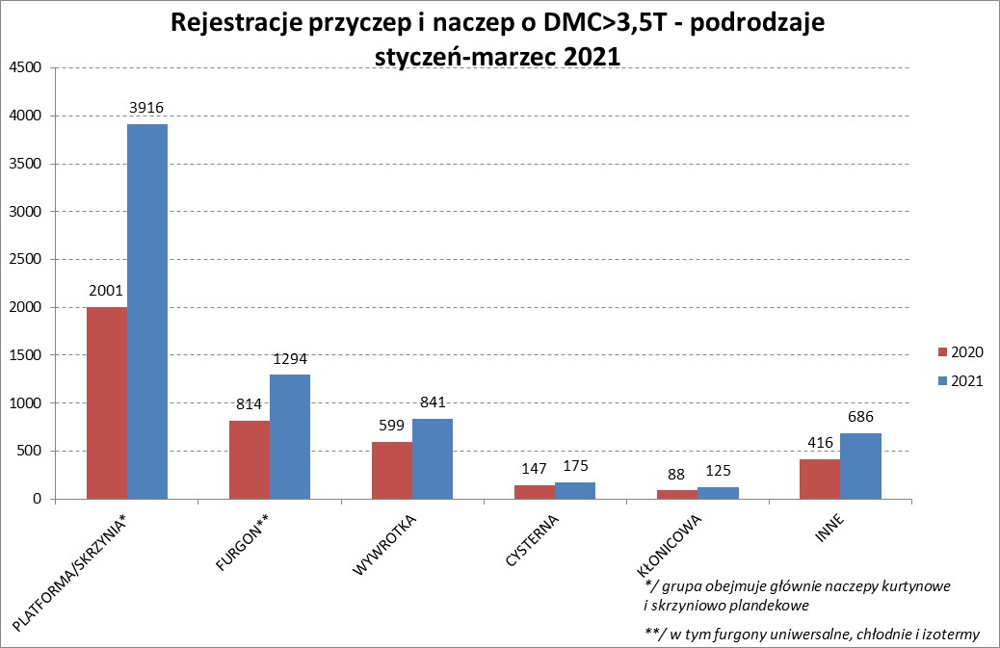 Rejestracje przyczep i naczep o DMC>3,5T - podrodzaje
styczeń-marzec 2021
4500
4000
3500
3000
2500
2000
1500
1000
500
0
3916
2001
1294
814
841
599
147
175
88
125
416
686
2020
2021
PLATFORMA/SKRZYNIA*
FURGON**
WYWROTKA
CYSTERNA
KŁONICOWA
INNE
*/ grupa obejmuje głównie naczepy kurtynowe
i skrzyniowo plandekowe
**/ w tym furgony uniwersalne, chłodnie i izotermy